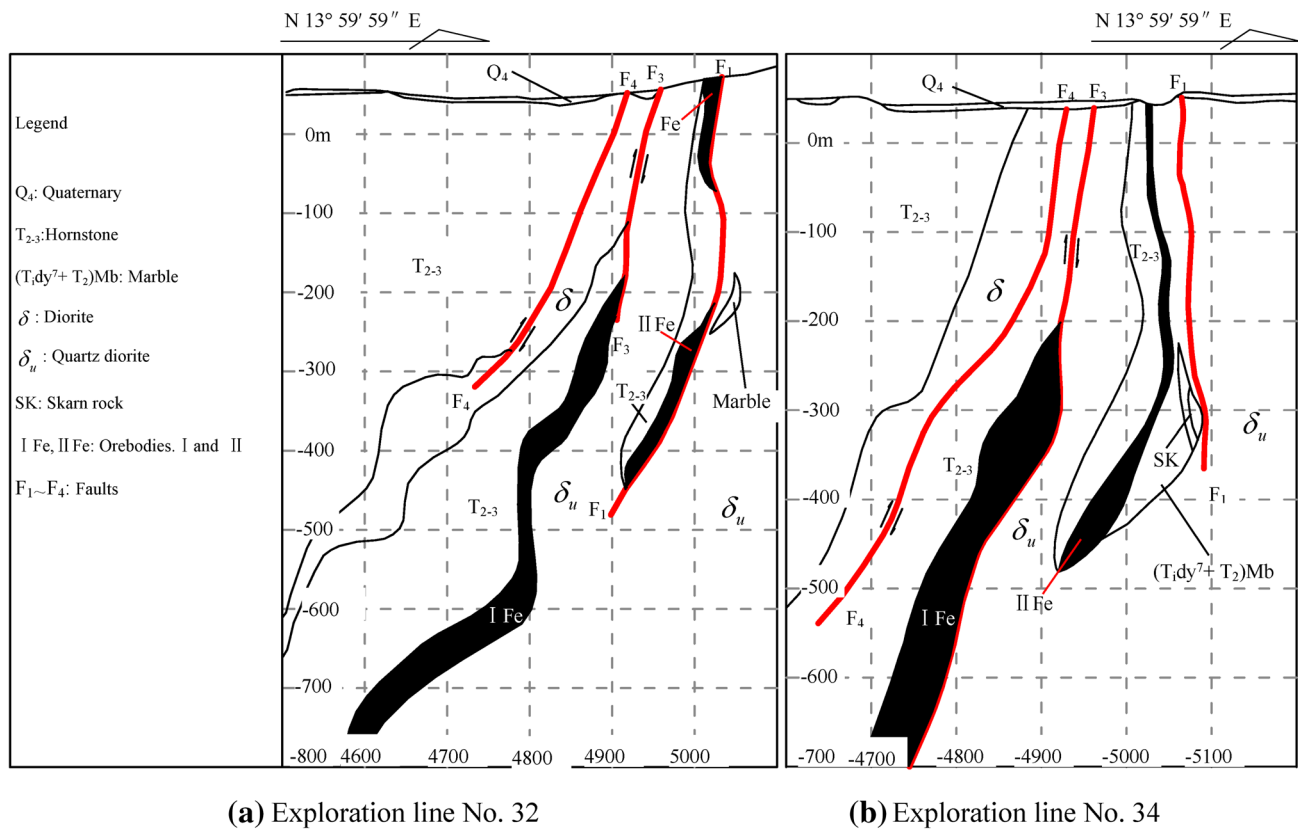 N 13° 59′ 59″ E
N 13° 59′ 59″ E
Legend
Q4: Quaternary
T2-3:Hornstone
(Tidy⁷+ T2)Mb: Marble
δ : Diorite
δu : Quartz diorite
SK: Skarn rock
Ⅰ Fe, Ⅱ Fe: Orebodies. Ⅰ and Ⅱ
F1~F4: Faults
Q4
F4
F3
F1
Fe
0m
-100
T2-3
-200
δ
Ⅱ Fe
-300
F3
F4
T2-3
Marble
-400
T2-3
δu
δu
F1
-500
-600
Ⅰ Fe
-700
-800
4600
4700
4800
4900
5000
Q4
F4
F3
F1
0m
T2-3
-100
T2-3
δ
-200
-300
T2-3
δu
SK
-400
F1
δu
(Tidy⁷+ T2)Mb
-500
Ⅱ Fe
F4
Ⅰ Fe
-600
-700
-4700
-4800
-4900
-5000
-5100
(a) Exploration line No. 32
(b) Exploration line No. 34